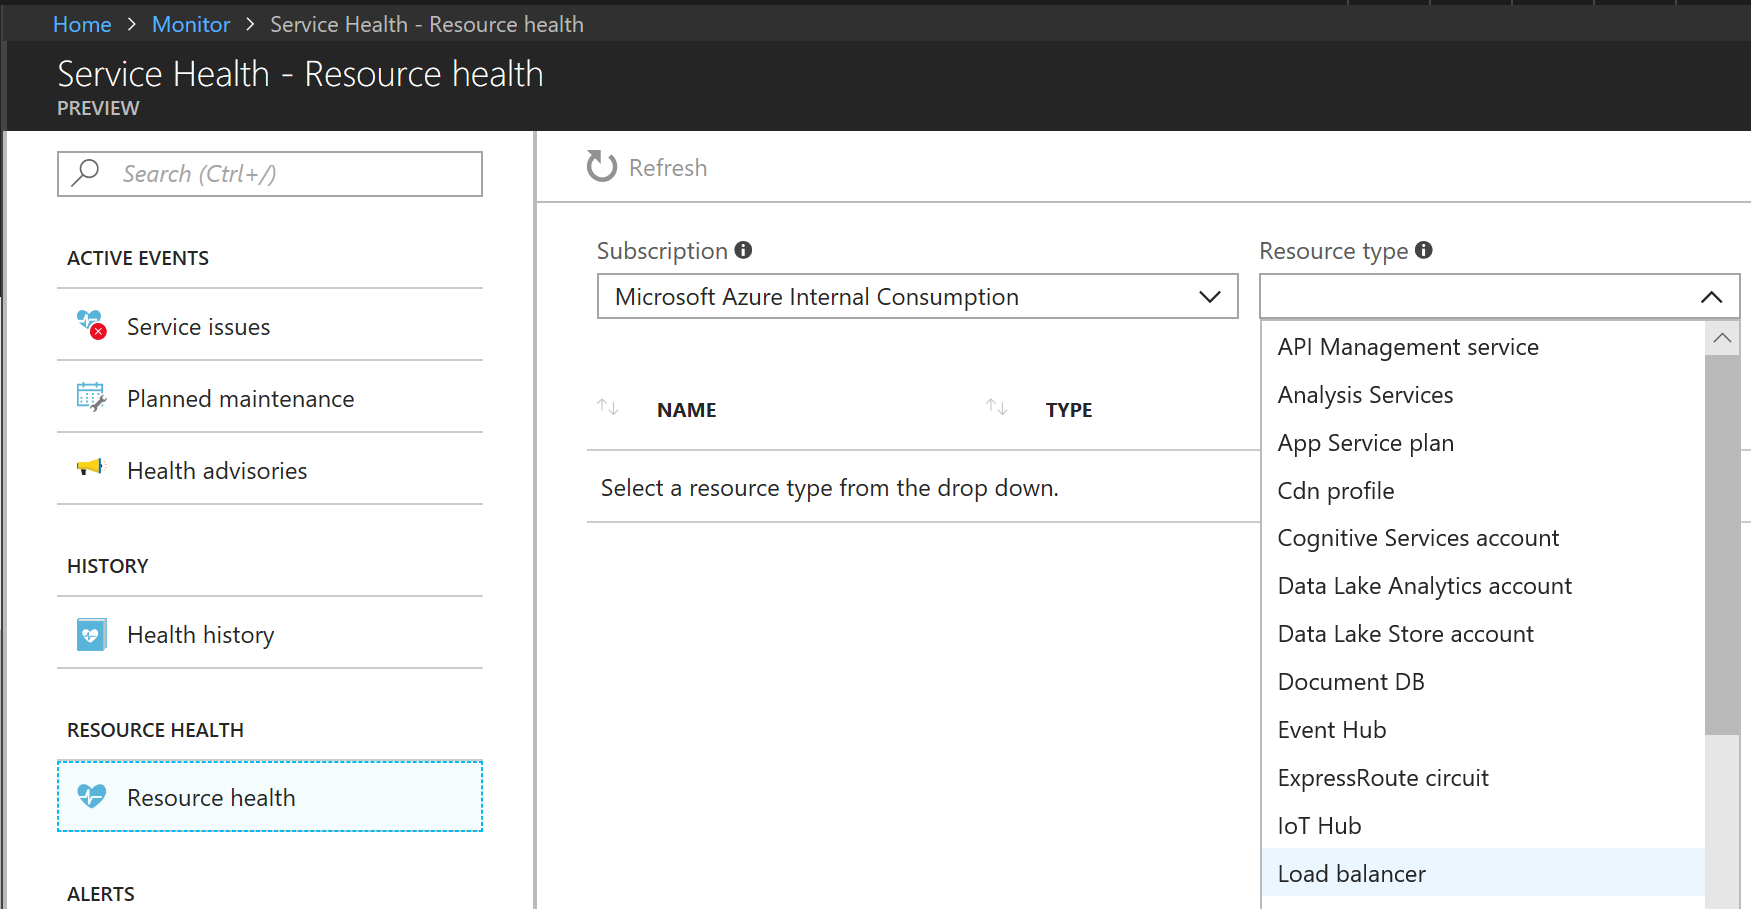 Home > Monitor > Service Health - Resource health
Service Health - Resource health
PREVIEW
Search (Ctrl+/)
ACTIVE EVENTS
Service issues
Planned maintenance
Health advisories
HISTORY
Health history
RESOURCE HEALTH
Resource health
ALERTS
Refresh
Subscription
Microsoft Azure Internal Consumption
NAME
TYPE
Select a resource type from the drop down.
Resource type
API Management service
Analysis Services
App Service plan
Cdn profile
Cognitive Services account
Data Lake Analytics account
Data Lake Store account
Document DB
Event Hub
ExpressRoute circuit
IoT Hub
Load balancer